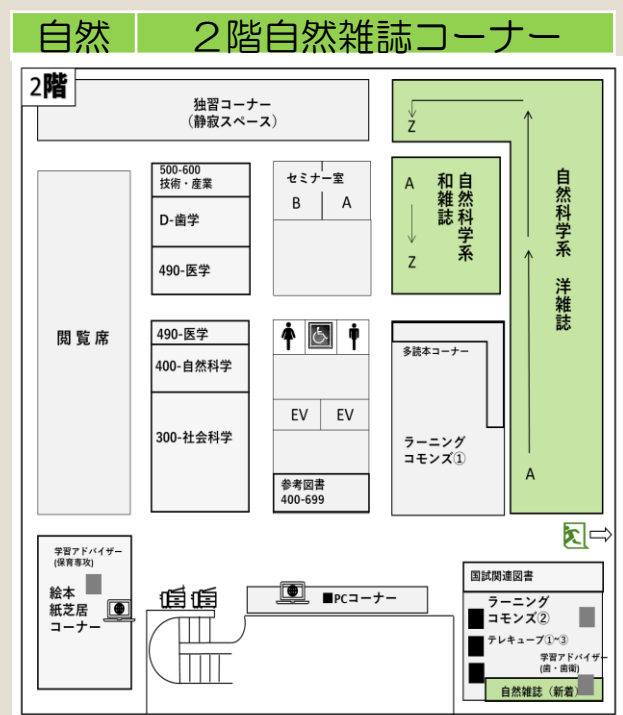 自然
２階自然雑誌コーナー
2階
独習コーナー
（静寂スペース）
Z
500-600
技術・産業
D-歯学
490-医学
セミナー室
B
A
A
Z
自然科学系
和雑誌
自然科学系　洋雑誌
A
閲覧席
490-医学
400-自然科学
300-社会科学
EV
EV
参考図書
400-699
多読本コーナー
ラーニング
コモンズ①
学習アドバイザー
(保育専攻)
絵本
紙芝居
コーナー
■PCコーナー
国試関連図書
ラーニング
コモンズ②
テレキューブ①~③
学習アドバイザー
(歯・歯衛)
自然雑誌（新着）